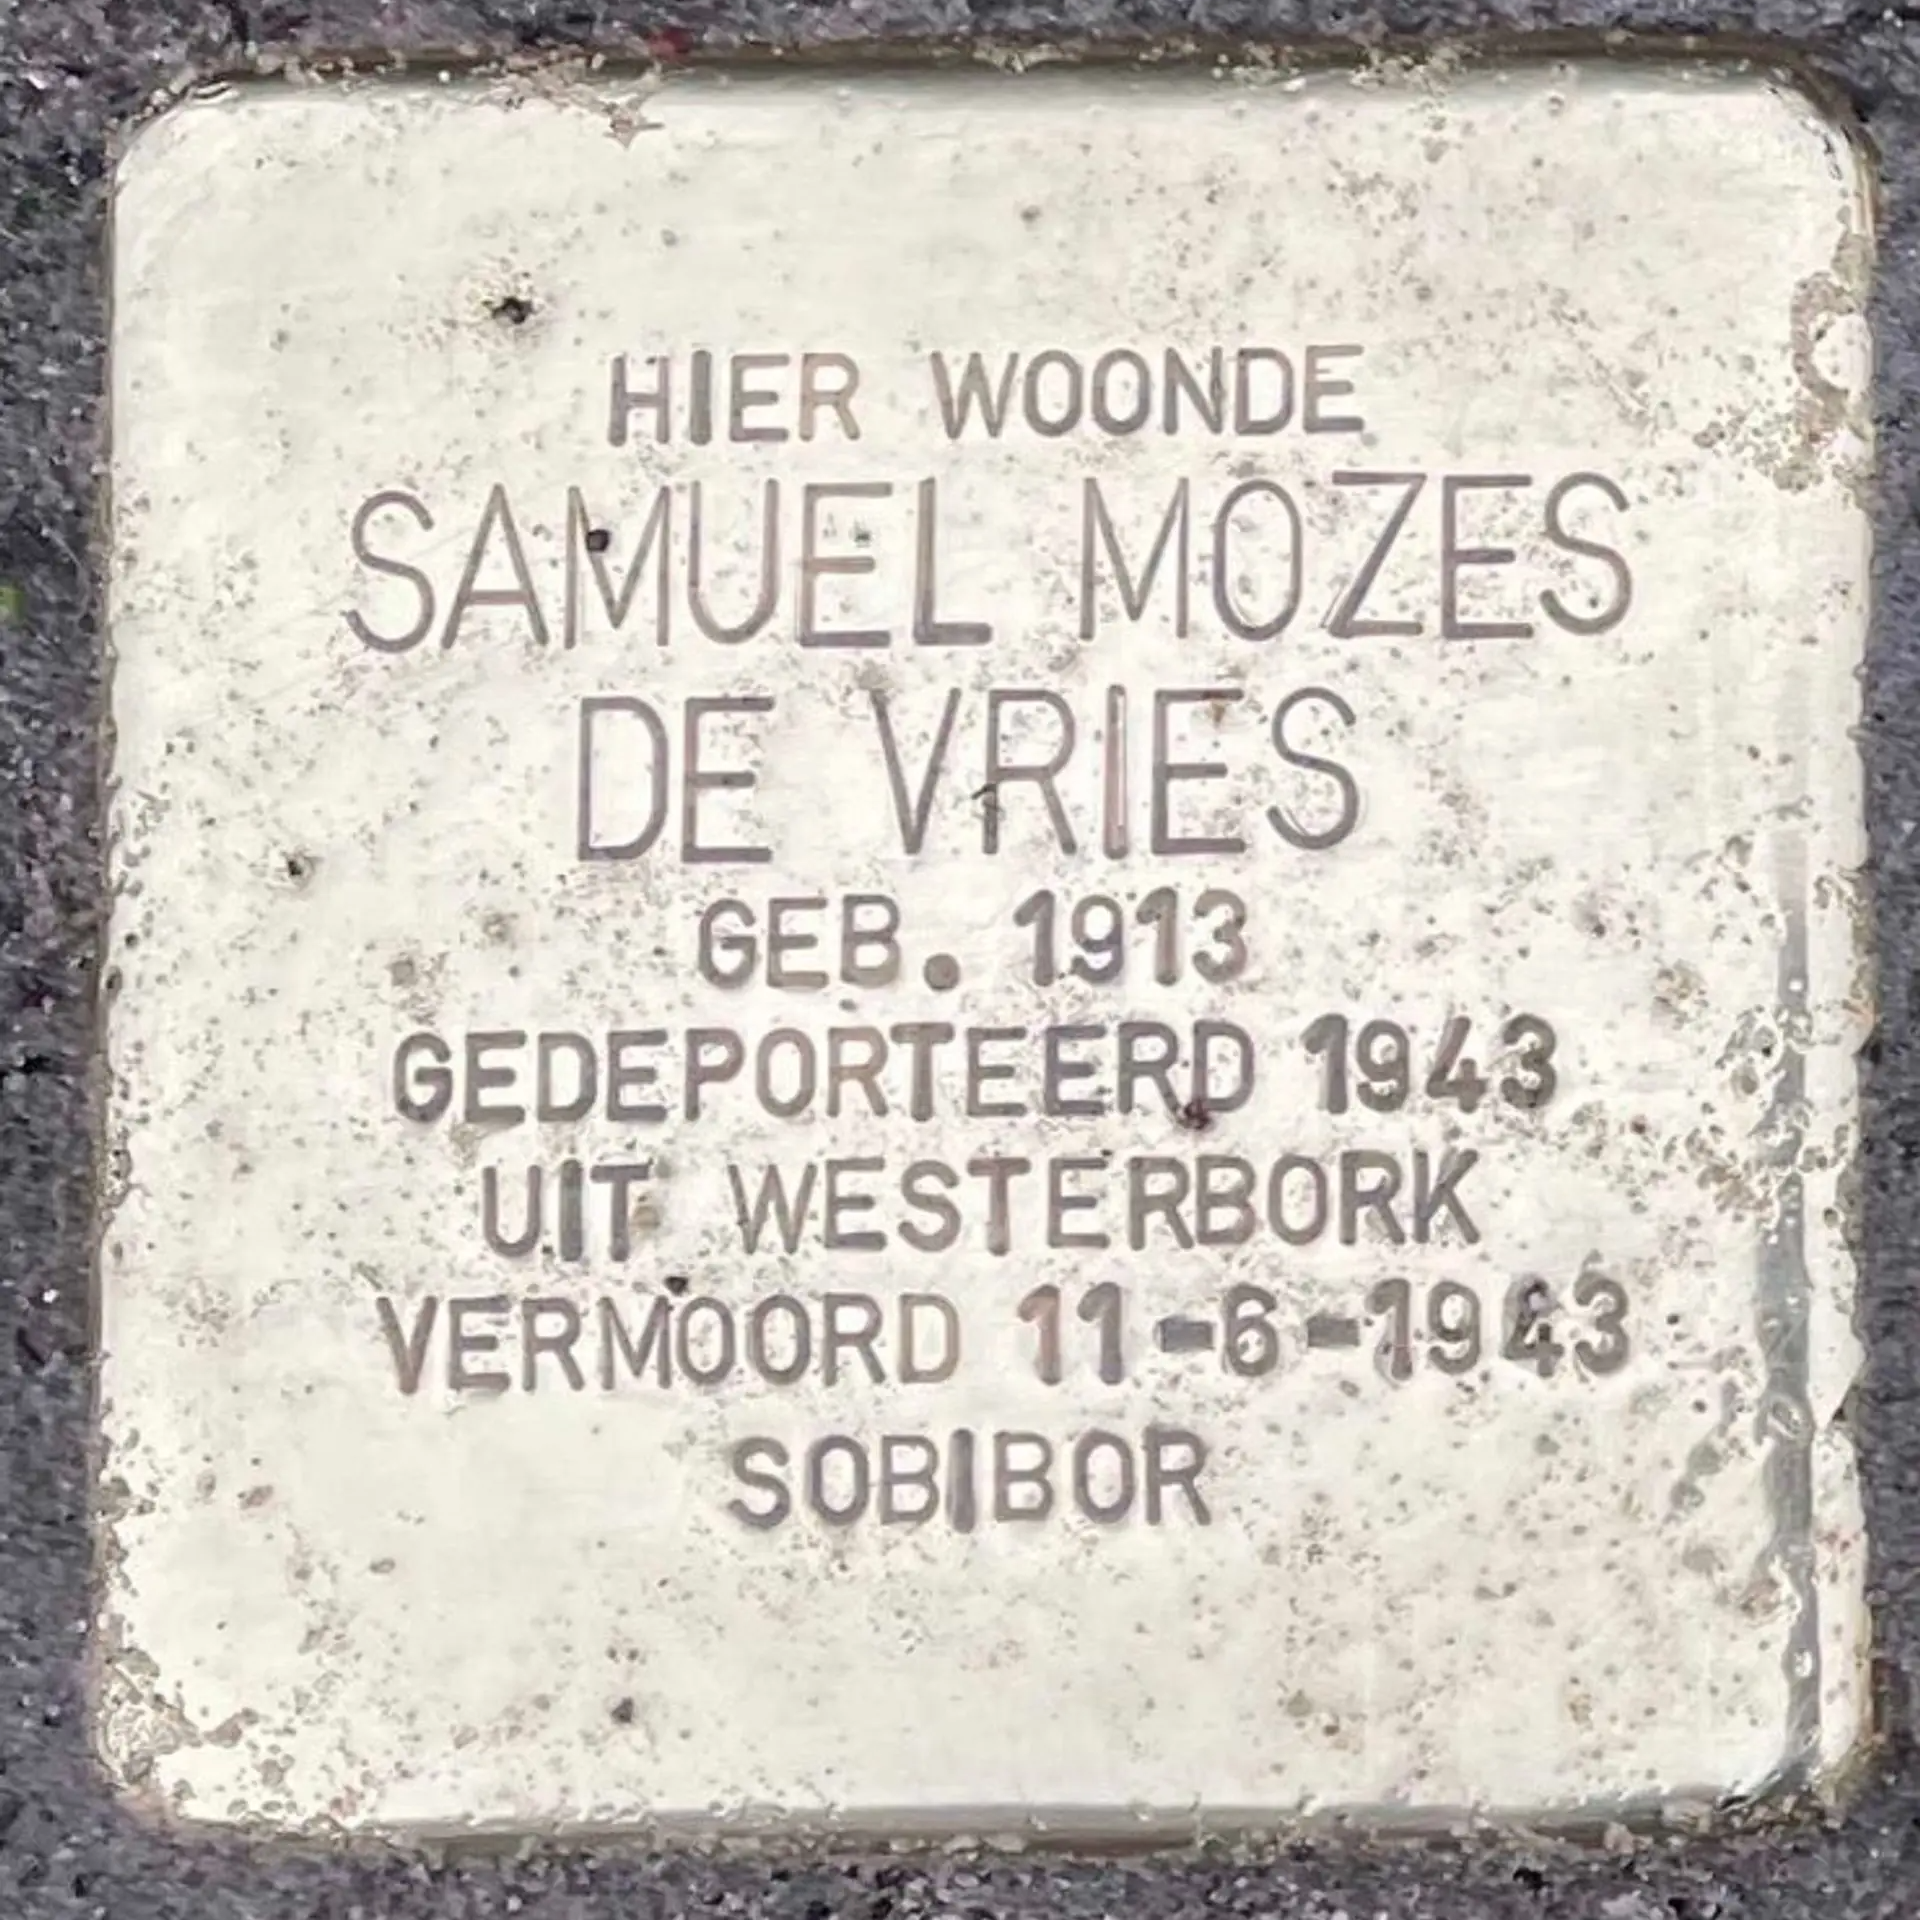 HIER WOONDE
SAMUEL MOZES
DE VRIES
GEB. 1913
GEDEPORTEERD 1943
UIT WESTERBORK
VERMOORD 11-6-1943
SOBIBOR